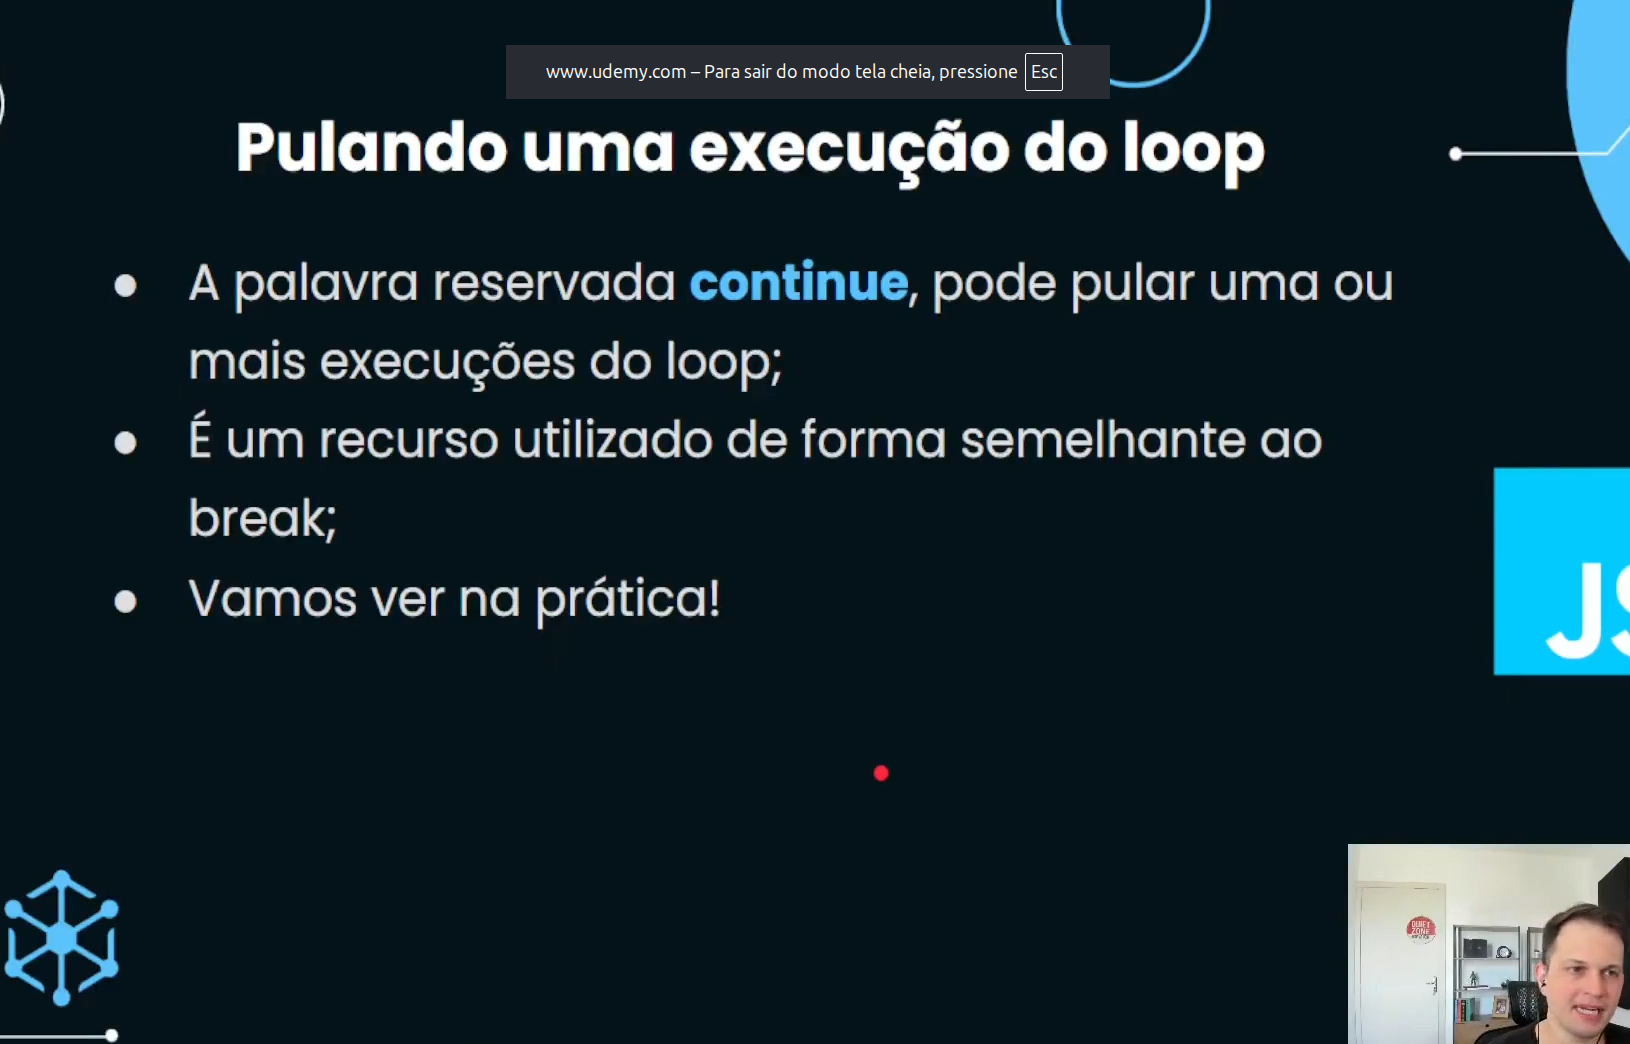 www.udemy.com – Para sair do modo tela cheia, pressione Esc
Pulando uma execução do loop
● A palavra reservada continue, pode pular uma ou
mais execuções do loop;
● É um recurso utilizado de forma semelhante ao
break;
● Vamos ver na prática!
JS
QUIET
ZONE